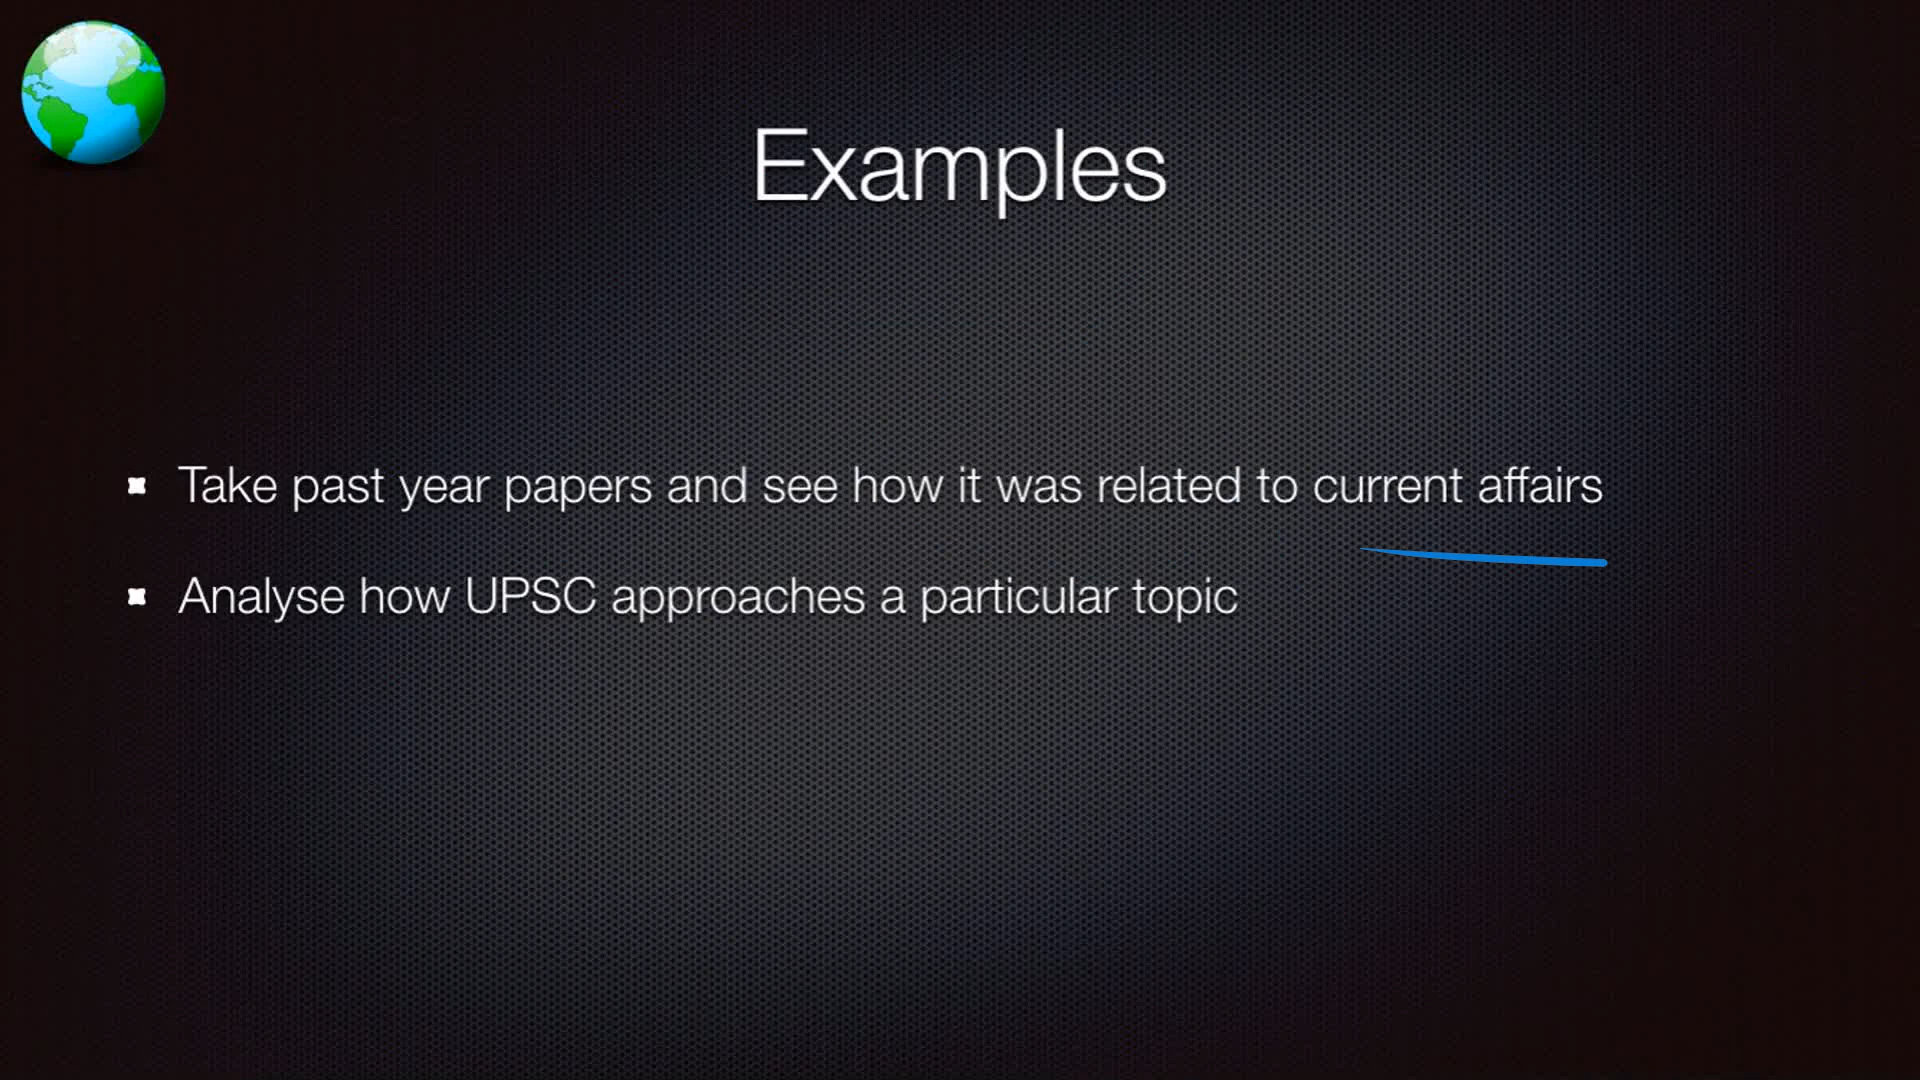 Examples
Take past year papers and see how it was related to current affairs
Analyse how UPSC approaches a particular topic